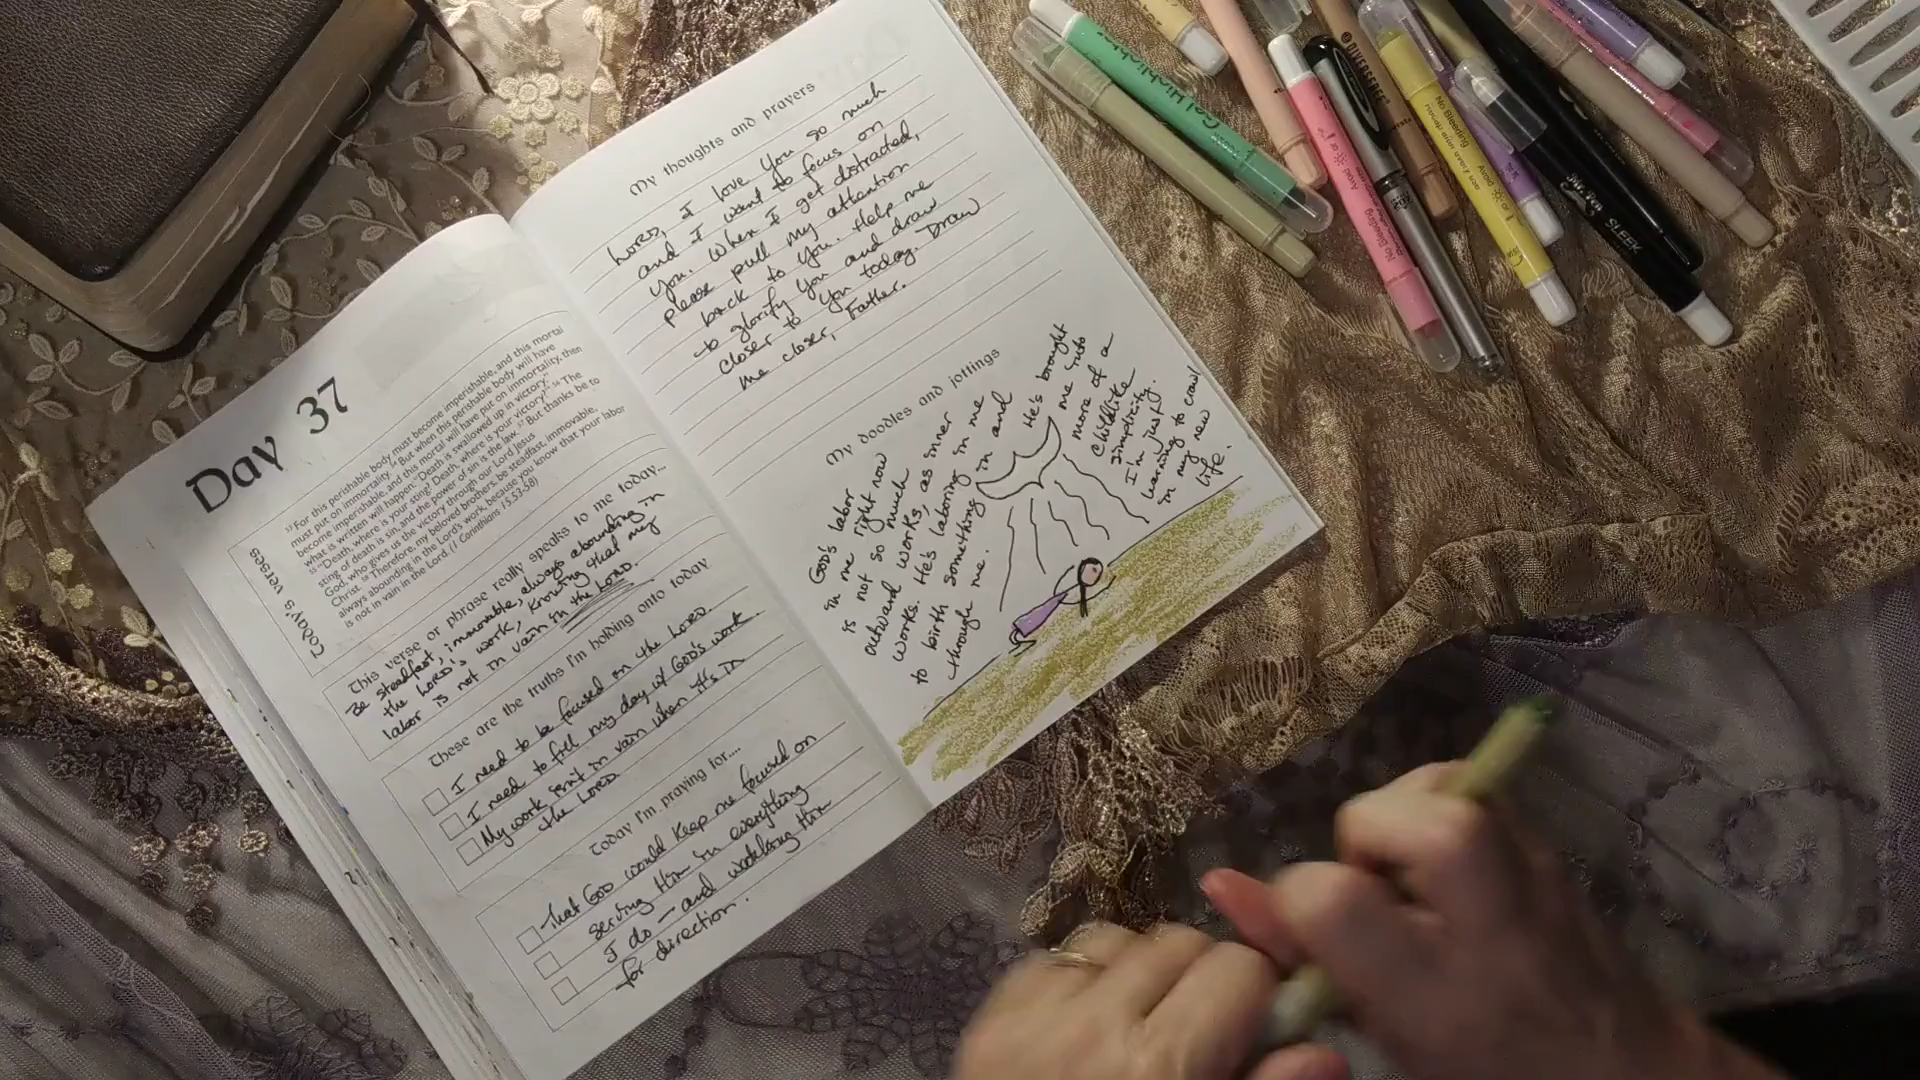 Day 37
Today's verses
⁵³For this perishable body must become imperishable, and this mortal
must put on immortality. ⁵⁴But when this perishable body will have
become imperishable, and this mortal will have put on immortality, then
what is written will happen: "Death is swallowed up in victory."
⁵⁵"Death, where is your sting? Death, where is your victory?" ⁵⁶The
sting of death is sin, and the power of sin is the law. ⁵⁷But thanks be to
God, who gives us the victory through our Lord Jesus
Christ. ⁵⁸Therefore, my beloved brothers, be steadfast, immovable,
always abounding in the Lord's work, because you know that your labor
is not in vain in the Lord. (1 Corinthians 15.53-58)
This verse or phrase really speaks to me today...
Be steadfast, immovable, always abounding in
the LORD's work, knowing that my
labor is not in vain in the LORD.
These are the truths I'm holding onto today
I need to be focused on the LORD
I need to fill my day w/ God's work
My work isn't in vain when it's in
the LORD
Today I'm praying for....
That GOD would keep me focused on
serving Him in everything
I do - and watching Him
for direction.
My thoughts and prayers
LORD, I love You so much
and I want to focus on
You. When I get distracted,
please pull my attention
back to You. Help me
to glorify You and draw
closer to You today. Draw
me closer, Father.
My doodles and jottings
God's labor
in me right now
is not so much
outward works, as inner
works. He's laboring in me
to birth something in and
through me.
He's brought
me into
more of a
childlike
simplicity.
I'm just
learning to crawl
in my new
life.
Gel Highlighter
No Bleeding
Avoid
No Bleeding
Avoid
SLEEK